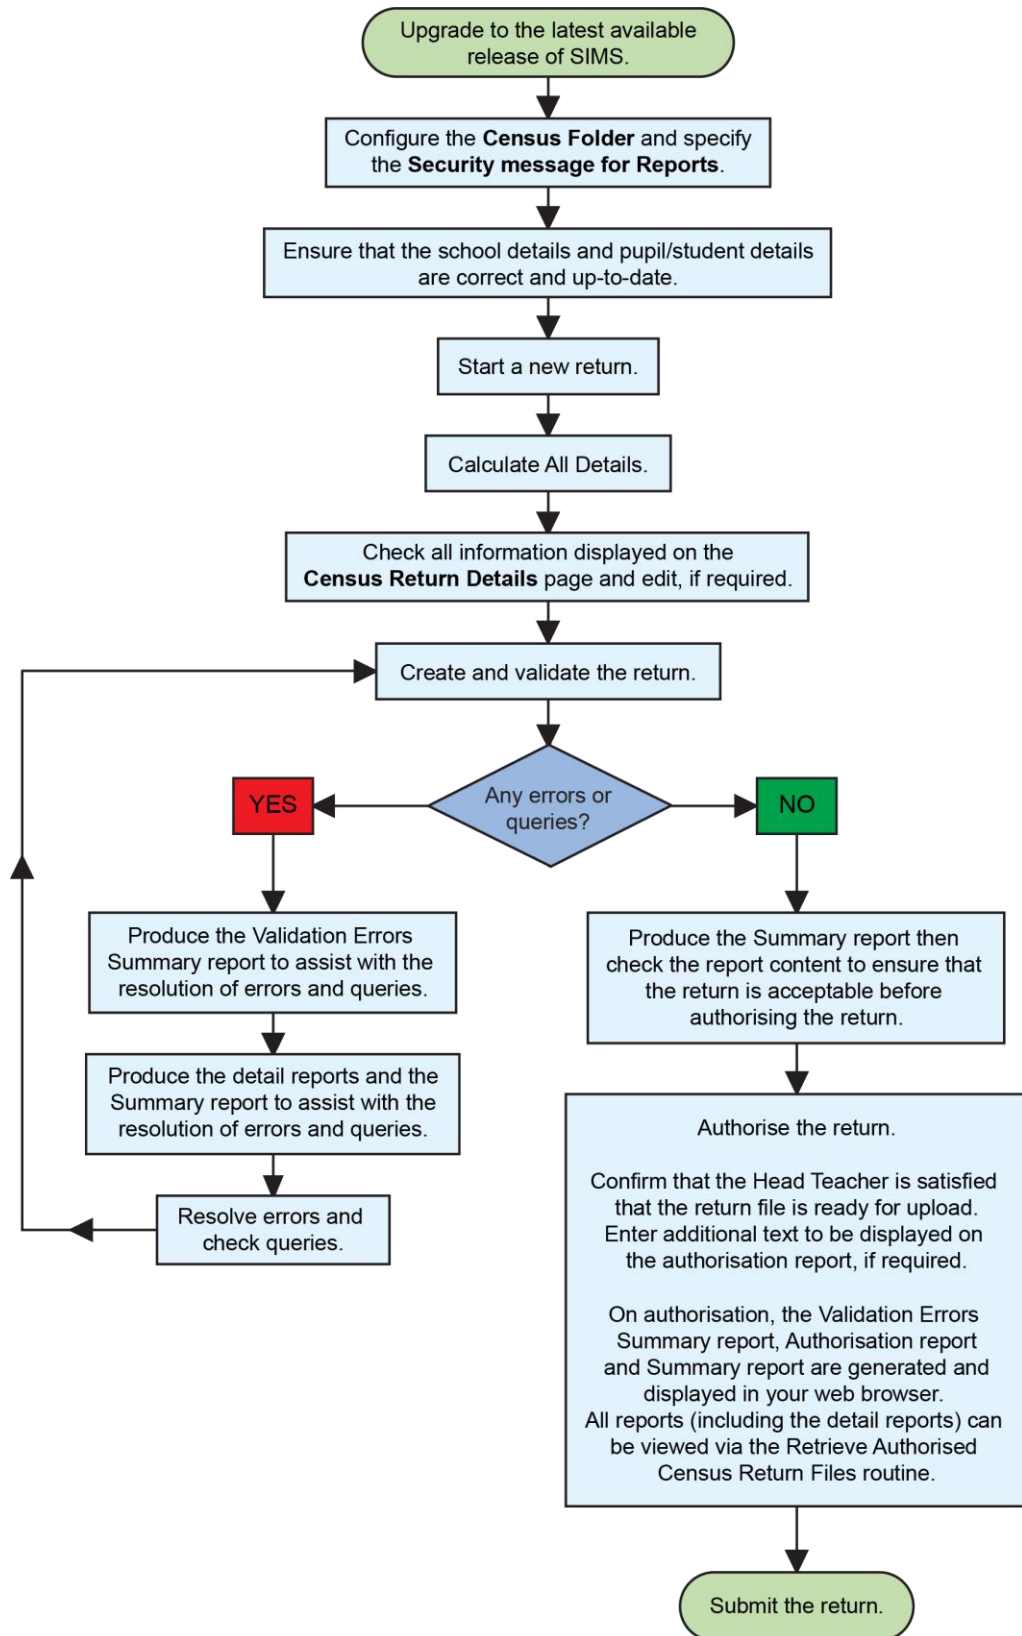 Upgrade to the latest available
release of SIMS.
Configure the Census Folder and specify
the Security message for Reports.
Ensure that the school details and pupil/student details
are correct and up-to-date.
Start a new return.
Calculate All Details.
Check all information displayed on the
Census Return Details page and edit, if required.
Create and validate the return.
Any errors or
queries?
YES
NO
Produce the Validation Errors
Summary report to assist with the
resolution of errors and queries.
Produce the detail reports and the
Summary report to assist with the
resolution of errors and queries.
Resolve errors and
check queries.
Produce the Summary report then
check the report content to ensure that
the return is acceptable before
authorising the return.
Authorise the return.
Confirm that the Head Teacher is satisfied
that the return file is ready for upload.
Enter additional text to be displayed on
the authorisation report, if required.
On authorisation, the Validation Errors
Summary report, Authorisation report
and Summary report are generated and
displayed in your web browser.
All reports (including the detail reports) can
be viewed via the Retrieve Authorised
Census Return Files routine.
Submit the return.